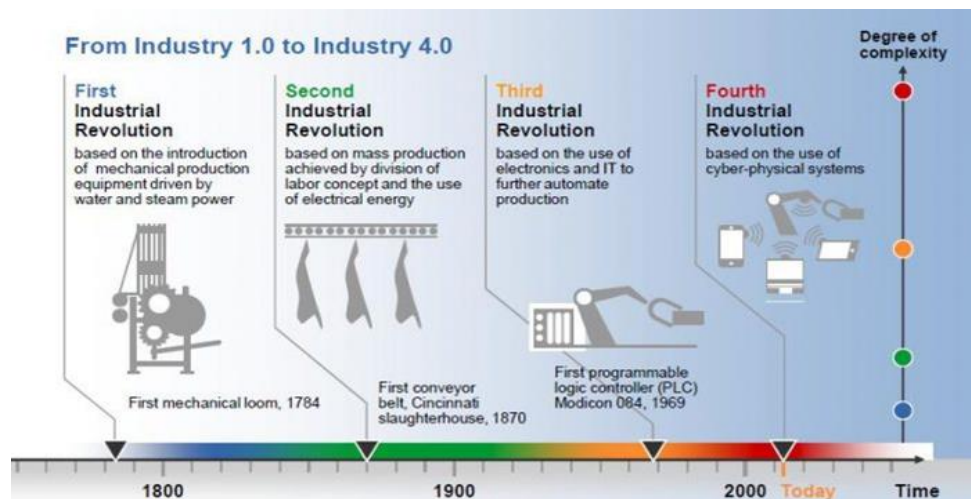 From Industry 1.0 to Industry 4.0
Degree of
complexity
First
Industrial
Revolution
based on the introduction
of mechanical production
equipment driven by
water and steam power
Second
Industrial
Revolution
based on mass production
achieved by division of
labor concept and the use
of electrical energy
Third
Industrial
Revolution
based on the use of
electronics and IT to
further automate
production
Fourth
Industrial
Revolution
based on the use of
cyber-physical systems
First mechanical loom, 1784
First conveyor
belt, Cincinnati
slaughterhouse, 1870
First programmable
logic controller (PLC)
Modicon 084, 1969
1800
1900
2000
Today
Time